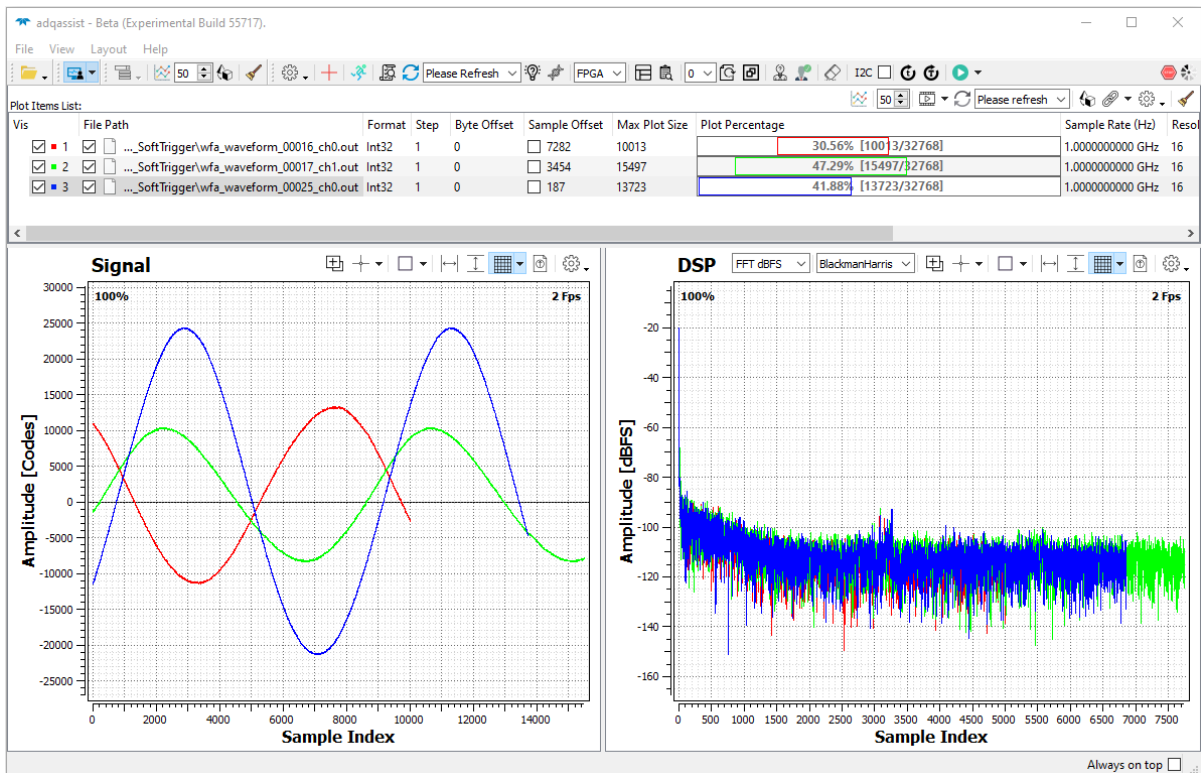 adqassist - Beta (Experimental Build 55717).
File View Layout Help
50 Please Refresh FPGA 0 I2C
Plot Items List: 50 Please refresh
Vis File Path Format Step Byte Offset Sample Offset Max Plot Size Plot Percentage Sample Rate (Hz) Resol
1 ..._SoftTrigger\wfa_waveform_00016_ch0.out Int32 1 0 7282 10013 30.56% [10013/32768] 1.0000000000 GHz 16
2 ..._SoftTrigger\wfa_waveform_00017_ch1.out Int32 1 0 3454 15497 47.29% [15497/32768] 1.0000000000 GHz 16
3 ..._SoftTrigger\wfa_waveform_00025_ch0.out Int32 1 0 187 13723 41.88% [13723/32768] 1.0000000000 GHz 16
Signal
100% 2 Fps
30000
25000
20000
15000
10000
5000
0
-5000
-10000
-15000
-20000
-25000
Amplitude [Codes]
0 2000 4000 6000 8000 10000 12000 14000
Sample Index
DSP FFT dBFS BlackmanHarris
100% 2 Fps
-20
-40
-60
-80
-100
-120
-140
-160
Amplitude [dBFS]
0 500 1000 1500 2000 2500 3000 3500 4000 4500 5000 5500 6000 6500 7000 7500
Sample Index
Always on top